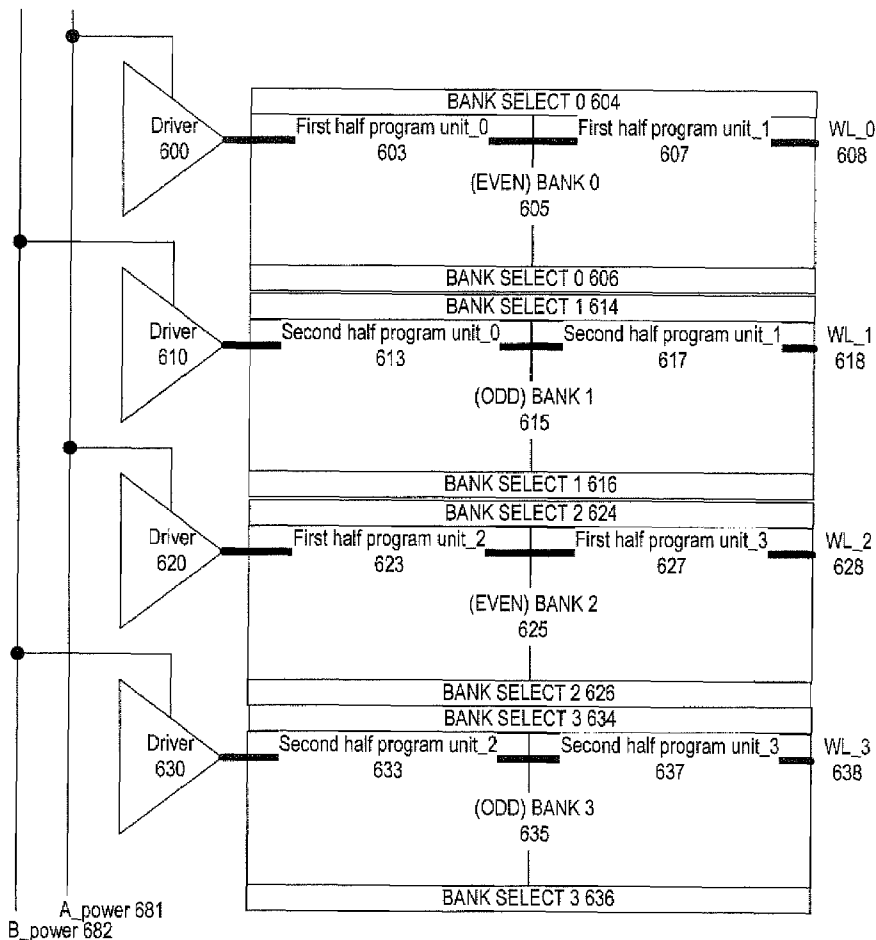 BANK SELECT 0 604
Driver
600
First half program unit_0
603
First half program unit_1
607
WL_0
608
(EVEN) BANK 0
605
BANK SELECT 0 606
BANK SELECT 1 614
Driver
610
Second half program unit_0
613
Second half program unit_1
617
WL_1
618
(ODD) BANK 1
615
BANK SELECT 1 616
BANK SELECT 2 624
Driver
620
First half program unit_2
623
First half program unit_3
627
WL_2
628
(EVEN) BANK 2
625
BANK SELECT 2 626
BANK SELECT 3 634
Driver
630
Second half program unit_2
633
Second half program unit_3
637
WL_3
638
(ODD) BANK 3
635
BANK SELECT 3 636
A_power 681
B_power 682